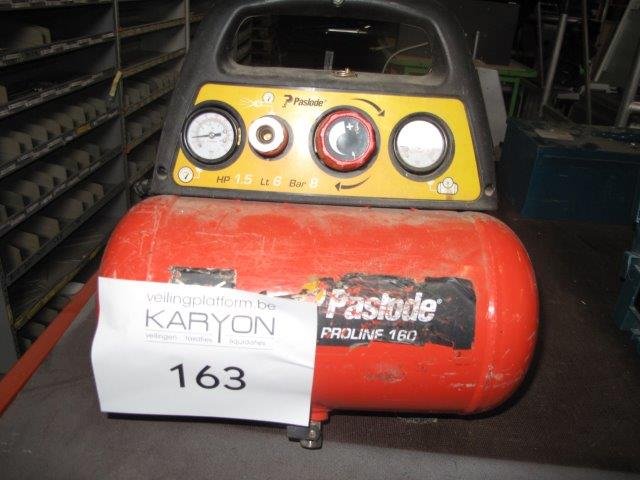 Paslode®
HP 1.5 Lt 6 Bar 8
Paslode®
PROLINE 160
veilingplatform.be
KARYON
veilingen taxaties liquidaties
163